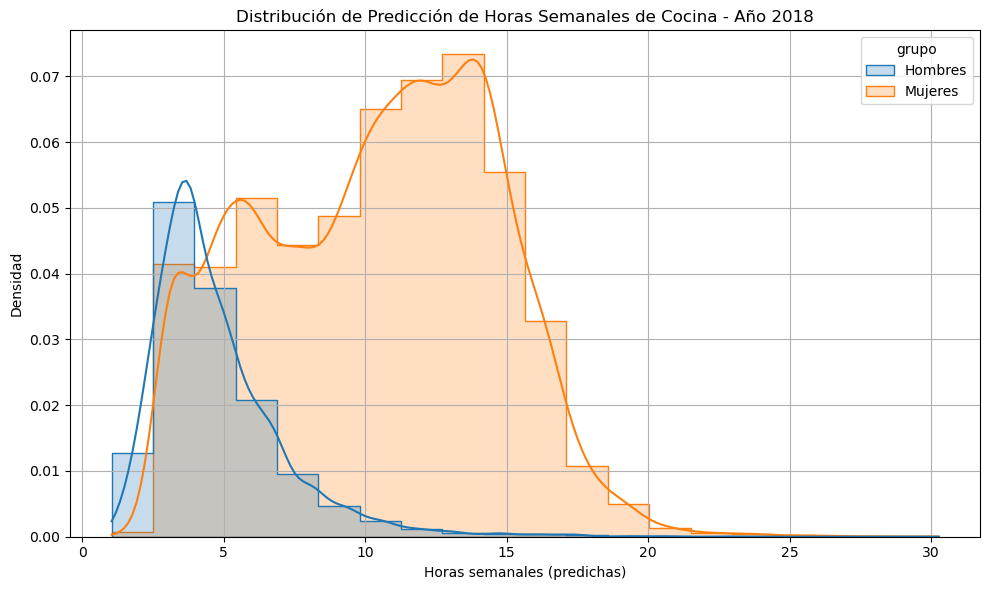 Distribución de Predicción de Horas Semanales de Cocina - Año 2018
grupo
Hombres
Mujeres
Densidad
0.07
0.06
0.05
0.04
0.03
0.02
0.01
0.00
0 5 10 15 20 25 30
Horas semanales (predichas)